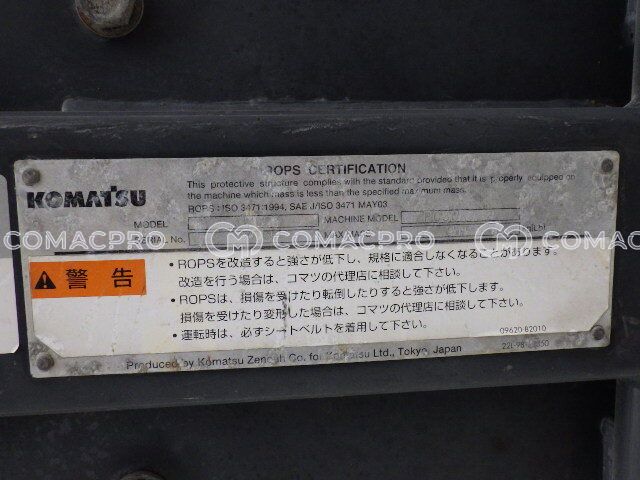 ROPS CERTIFICATION
This protective structure complies with the standard provided that it is properly equipped on
the machine which mass is less than the specified maximum mass.
KOMATSU
ROPS : ISO 3471:1994, SAE J/ISO 3471 MAY03
MODEL MACHINE MODEL
SERIAL No. MAX MASS (Lb)
COMACPRO COMACPRO COMACPRO
警告
・ROPSを改造すると強さが低下し、規格に適合しなくなることがあります。
改造を行う場合は、コマツの代理店に相談して下さい。
・ROPSは、損傷を受けたり転倒したりすると強さが低下します。
損傷を受けたり変形した場合は、コマツの代理店に相談して下さい。
・運転時は、必ずシートベルトを着用して下さい。
09620-B2010
Produced by Komatsu Zenoah Co. for Komatsu Ltd., Tokyo, Japan